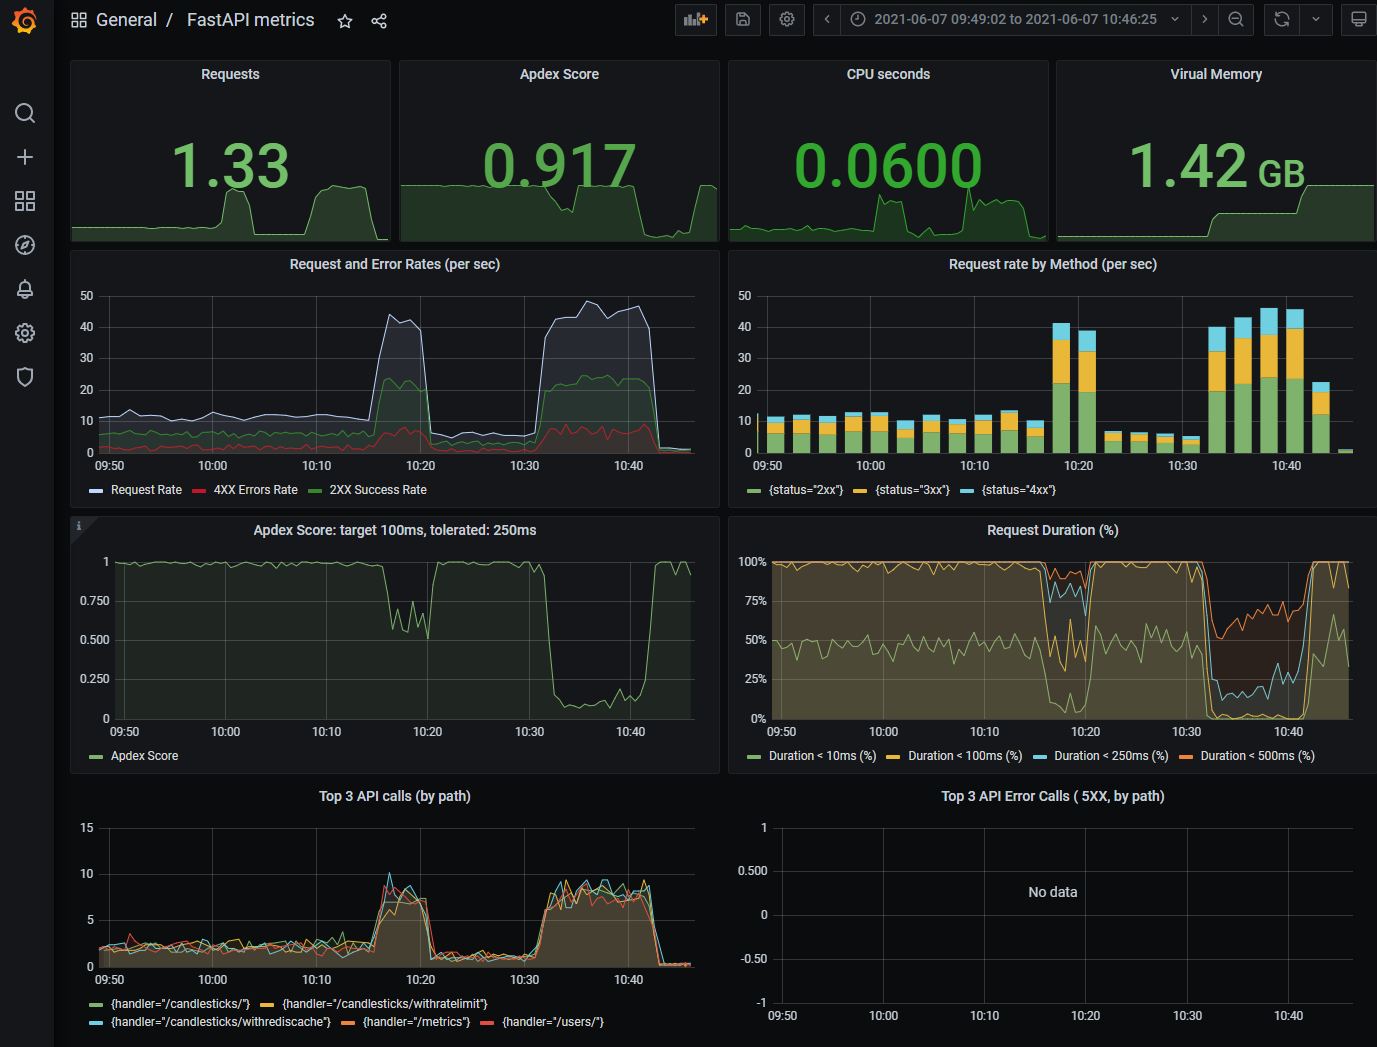 General / FastAPI metrics
2021-06-07 09:49:02 to 2021-06-07 10:46:25
Requests
1.33
Apdex Score
0.917
CPU seconds
0.0600
Virual Memory
1.42 GB
Request and Error Rates (per sec)
50
40
30
20
10
0
09:50 10:00 10:10 10:20 10:30 10:40
Request Rate 4XX Errors Rate 2XX Success Rate
Request rate by Method (per sec)
50
40
30
20
10
0
09:50 10:00 10:10 10:20 10:30 10:40
{status="2xx"} {status="3xx"} {status="4xx"}
i
Apdex Score: target 100ms, tolerated: 250ms
1
0.750
0.500
0.250
0
09:50 10:00 10:10 10:20 10:30 10:40
Apdex Score
Request Duration (%)
100%
75%
50%
25%
0%
09:50 10:00 10:10 10:20 10:30 10:40
Duration < 10ms (%) Duration < 100ms (%) Duration < 250ms (%) Duration < 500ms (%)
Top 3 API calls (by path)
15
10
5
0
09:50 10:00 10:10 10:20 10:30 10:40
{handler="/candlesticks/"} {handler="/candlesticks/withratelimit"}
{handler="/candlesticks/withrediscache"} {handler="/metrics"} {handler="/users/"}
Top 3 API Error Calls ( 5XX, by path)
1
0.500
0
-0.50
-1
No data
09:50 10:00 10:10 10:20 10:30 10:40